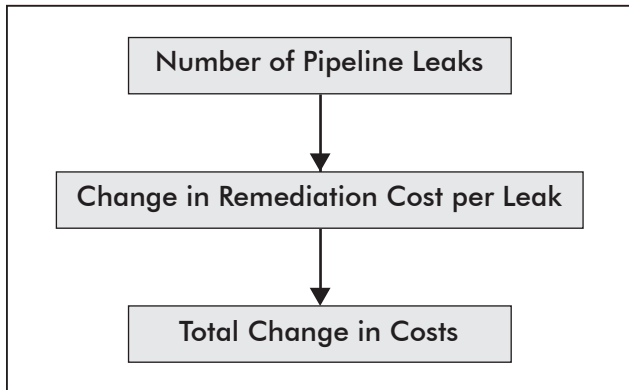 Number of Pipeline Leaks
Change in Remediation Cost per Leak
Total Change in Costs